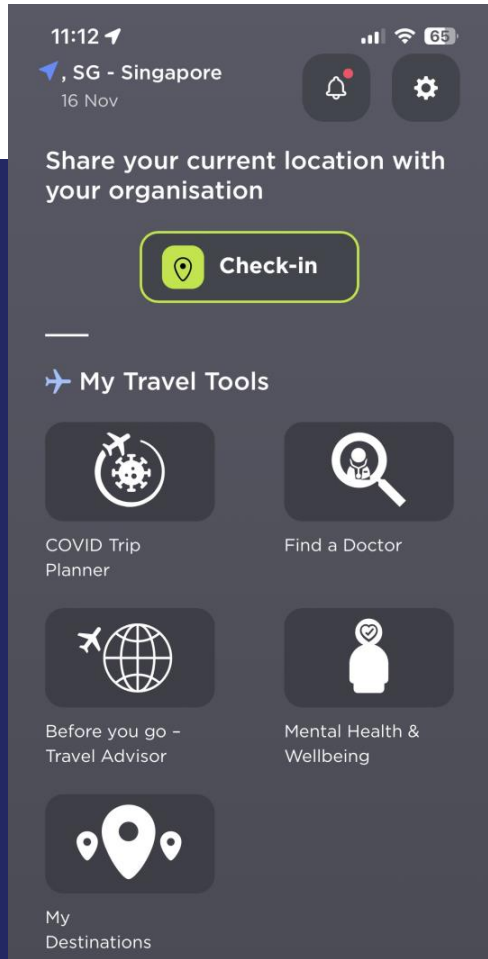 11:12
65
, SG - Singapore
16 Nov
Share your current location with
your organisation
Check-in
My Travel Tools
COVID Trip
Planner
Find a Doctor
Before you go –
Travel Advisor
Mental Health &
Wellbeing
My
Destinations